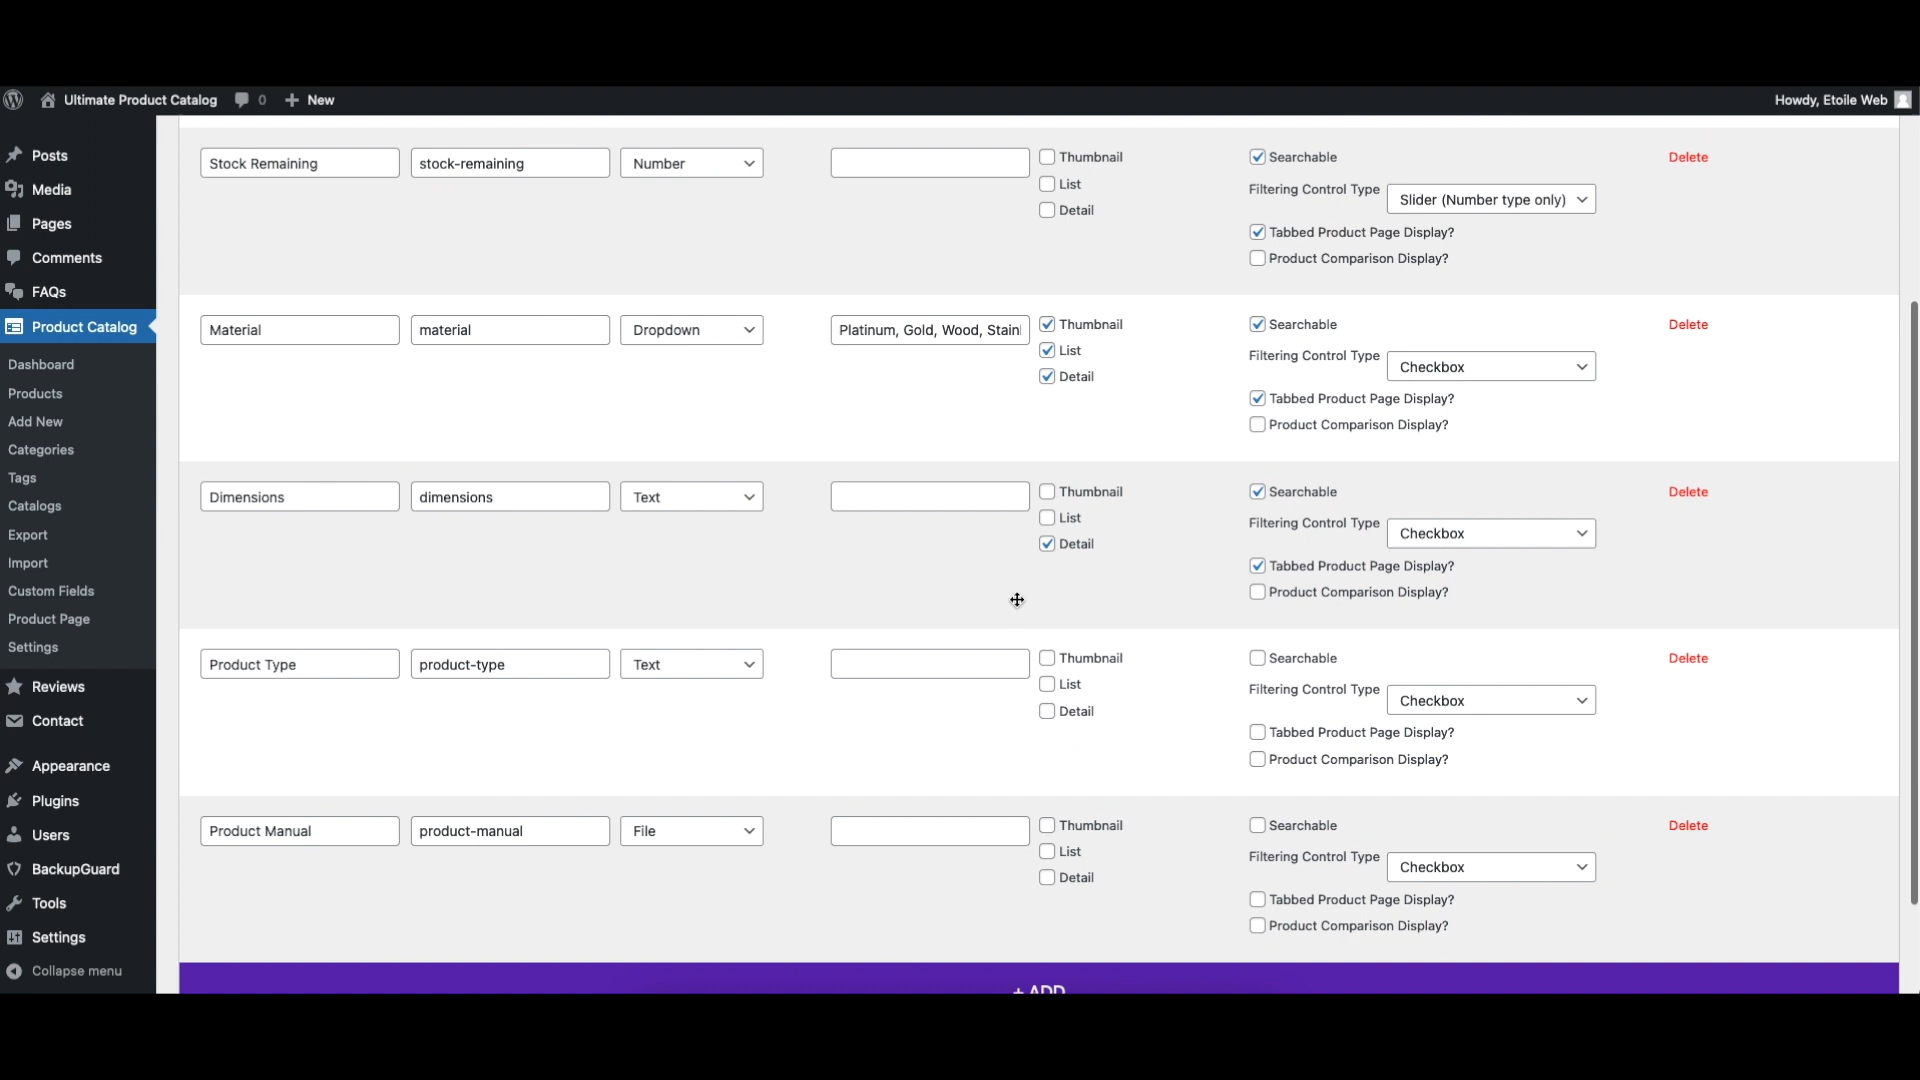 Ultimate Product Catalog 0 New Howdy, Etoile Web
Posts
Media
Pages
Comments
FAQs
Product Catalog
Dashboard
Products
Add New
Categories
Tags
Catalogs
Export
Import
Custom Fields
Product Page
Settings
Reviews
Contact
Appearance
Plugins
Users
BackupGuard
Tools
Settings
Collapse menu
Stock Remaining stock-remaining Number Thumbnail Searchable Delete
List
Filtering Control Type Slider (Number type only)
Detail
Tabbed Product Page Display?
Product Comparison Display?
Material material Dropdown Platinum, Gold, Wood, Stain Thumbnail Searchable Delete
List
Filtering Control Type Checkbox
Detail
Tabbed Product Page Display?
Product Comparison Display?
Dimensions dimensions Text Thumbnail Searchable Delete
List
Filtering Control Type Checkbox
Detail
Tabbed Product Page Display?
Product Comparison Display?
Product Type product-type Text Thumbnail Searchable Delete
List
Filtering Control Type Checkbox
Detail
Tabbed Product Page Display?
Product Comparison Display?
Product Manual product-manual File Thumbnail Searchable Delete
List
Filtering Control Type Checkbox
Detail
Tabbed Product Page Display?
Product Comparison Display?
+ ADD